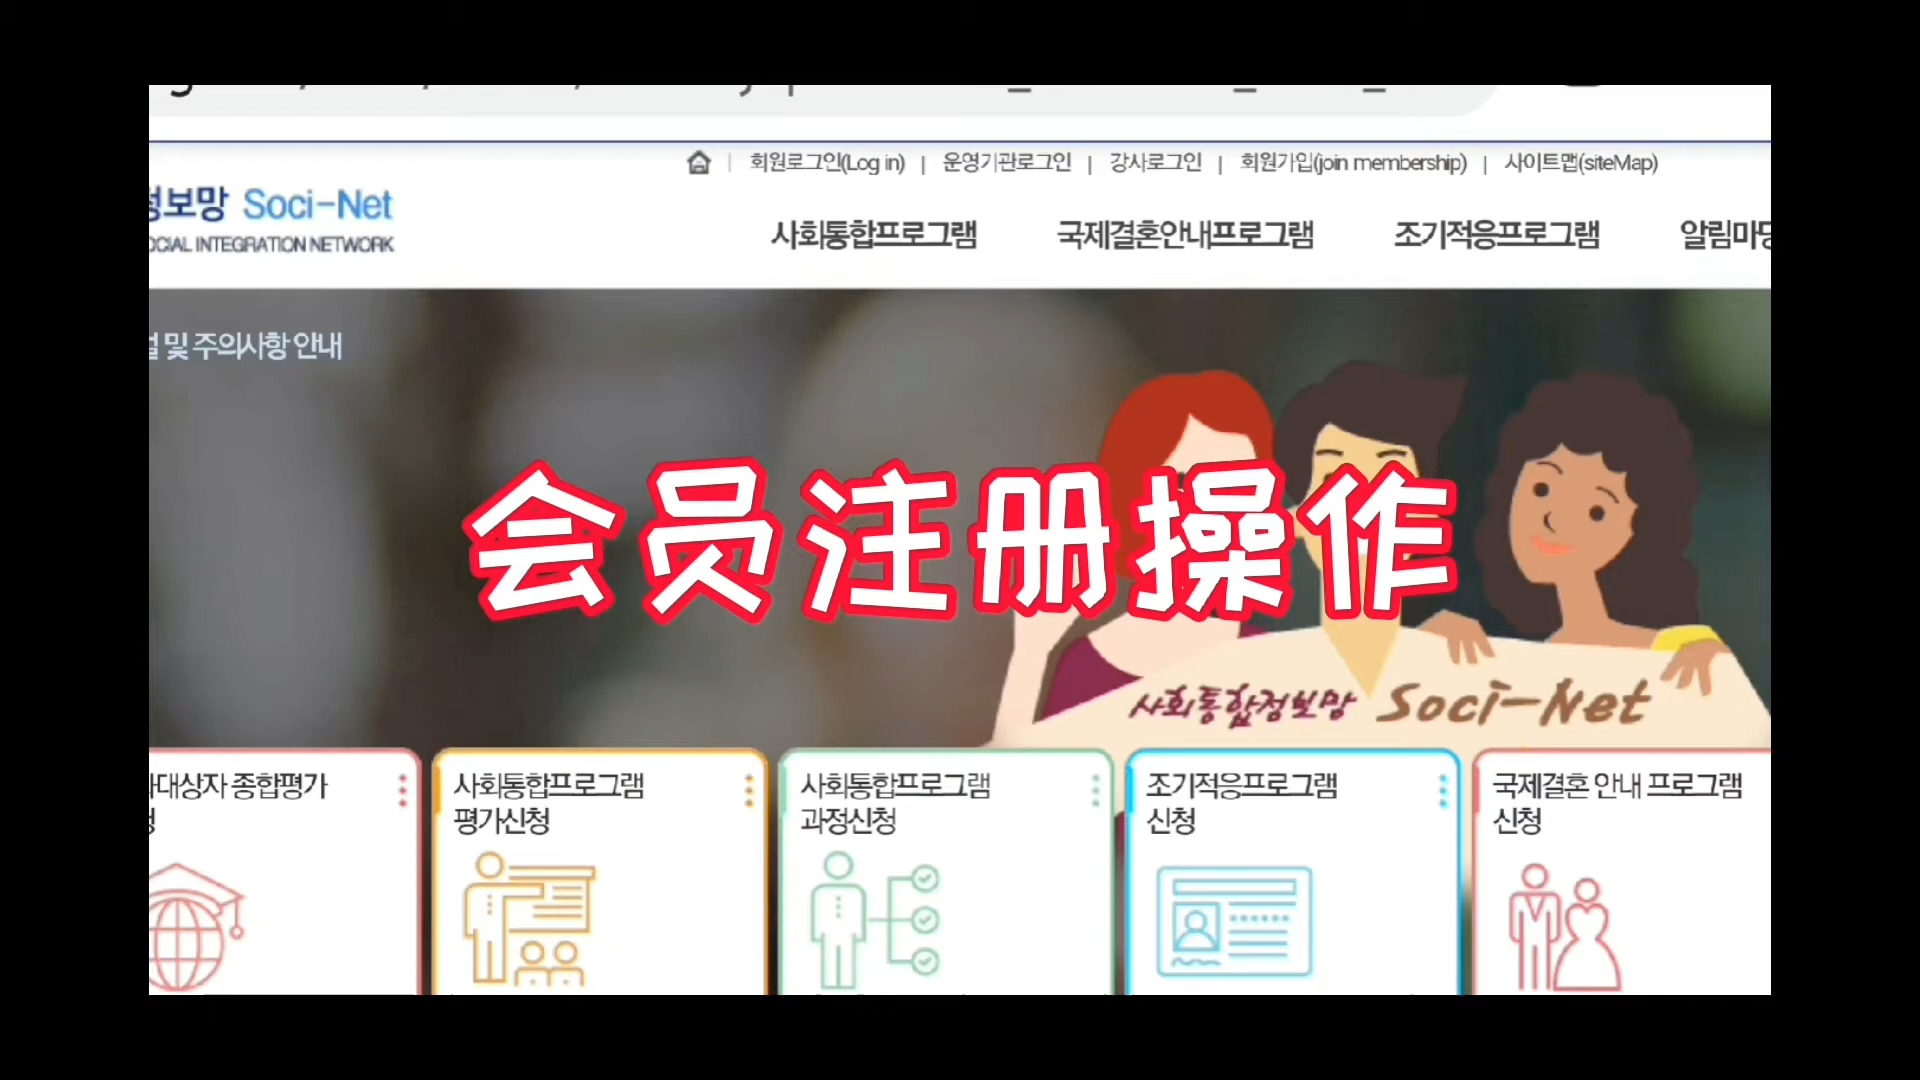 회원로그인(Log in) | 운영기관로그인 | 강사로그인 | 회원가입(join membership) | 사이트맵(siteMap)
정보망 Soci-Net
SOCIAL INTEGRATION NETWORK
사회통합프로그램 국제결혼안내프로그램 조기적응프로그램 알림마당
및 주의사항 안내
会员注册操作
사회통합정보망 Soci-Net
대상자 종합평가
사회통합프로그램
평가신청
사회통합프로그램
과정신청
조기적응프로그램
신청
국제결혼 안내 프로그램
신청